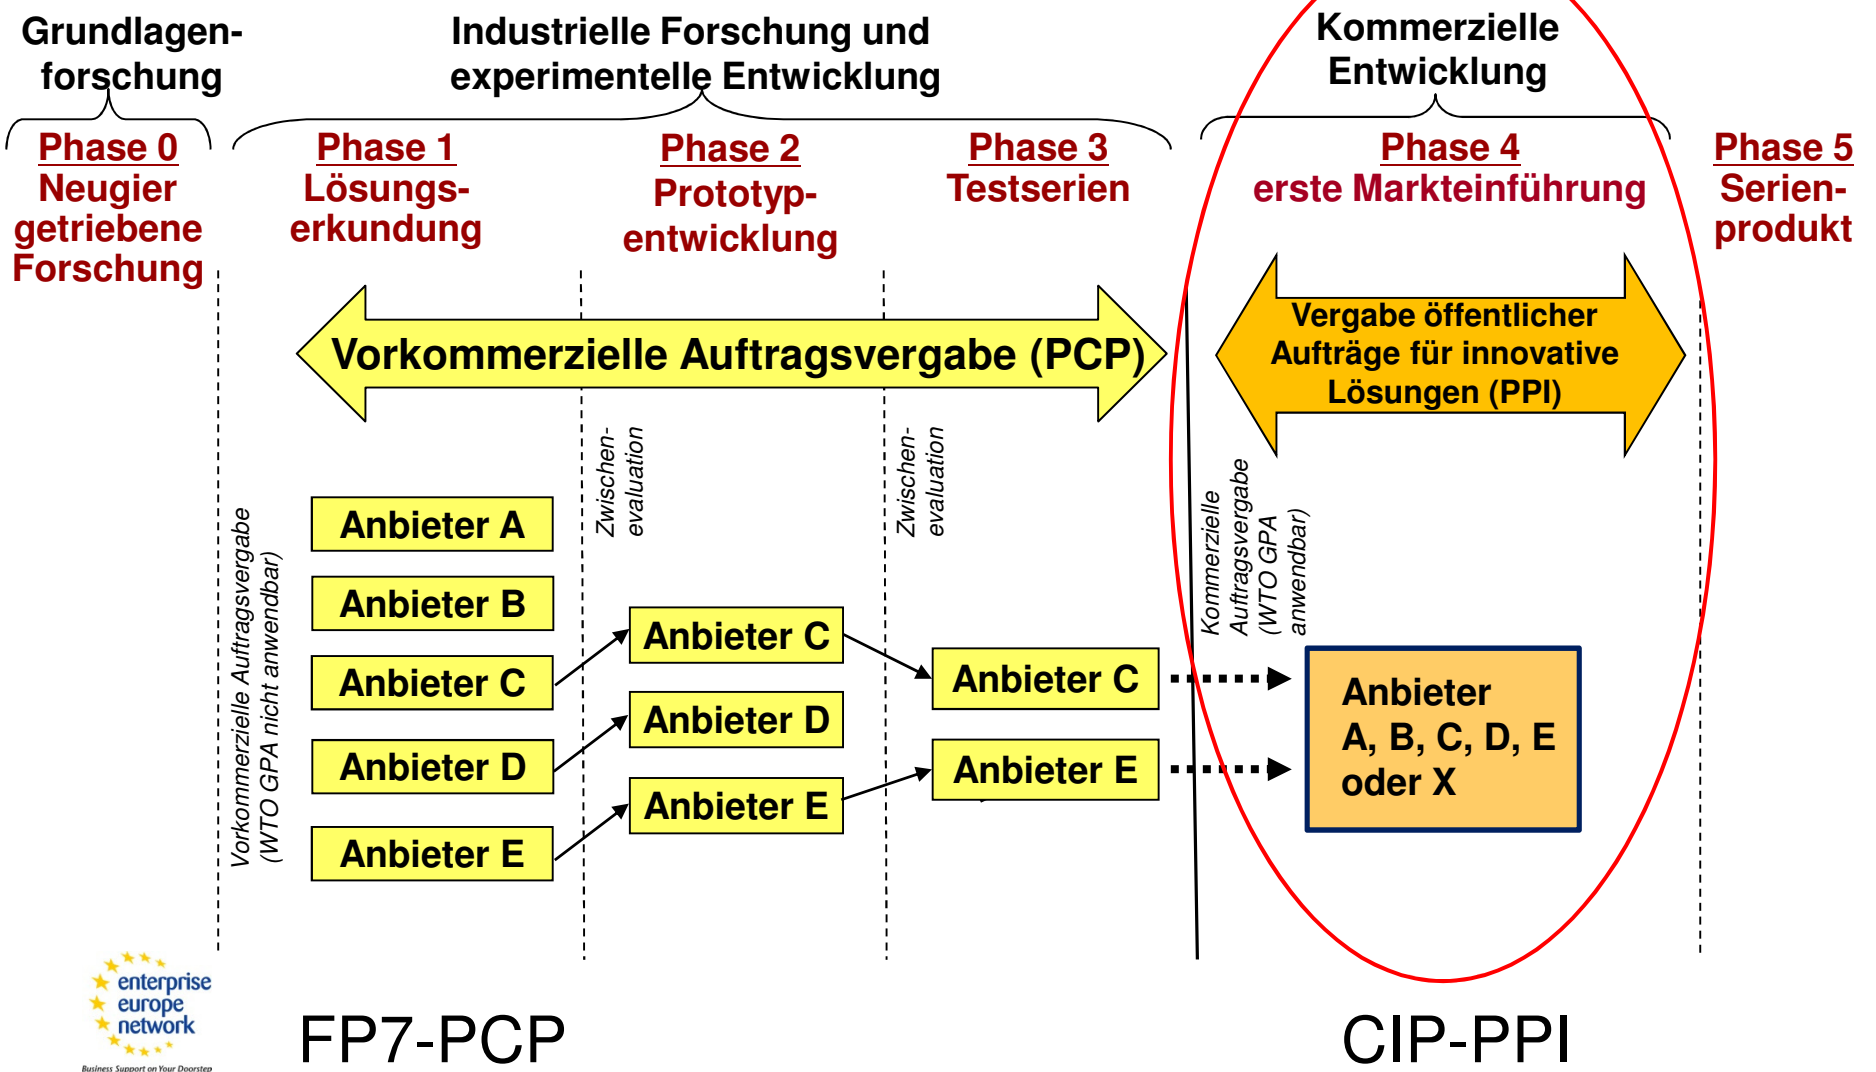 Grundlagen-
forschung
Industrielle Forschung und
experimentelle Entwicklung
Kommerzielle
Entwicklung
Phase 0
Neugier
getriebene
Forschung
Phase 1
Lösungs-
erkundung
Phase 2
Prototyp-
entwicklung
Phase 3
Testserien
Phase 4
erste Markteinführung
Phase 5
Serien-
produkt
Vorkommerzielle Auftragsvergabe (PCP)
Vergabe öffentlicher
Aufträge für innovative
Lösungen (PPI)
Vorkommerzielle Auftragsvergabe
(WTO GPA nicht anwendbar)
Zwischen-
evaluation
Zwischen-
evaluation
Kommerzielle
Auftragsvergabe
(WTO GPA
anwendbar)
Anbieter A
Anbieter B
Anbieter C
Anbieter D
Anbieter E
Anbieter C
Anbieter D
Anbieter E
Anbieter C
Anbieter E
Anbieter
A, B, C, D, E
oder X
enterprise
europe
network
Business Support on Your Doorstep
FP7-PCP
CIP-PPI